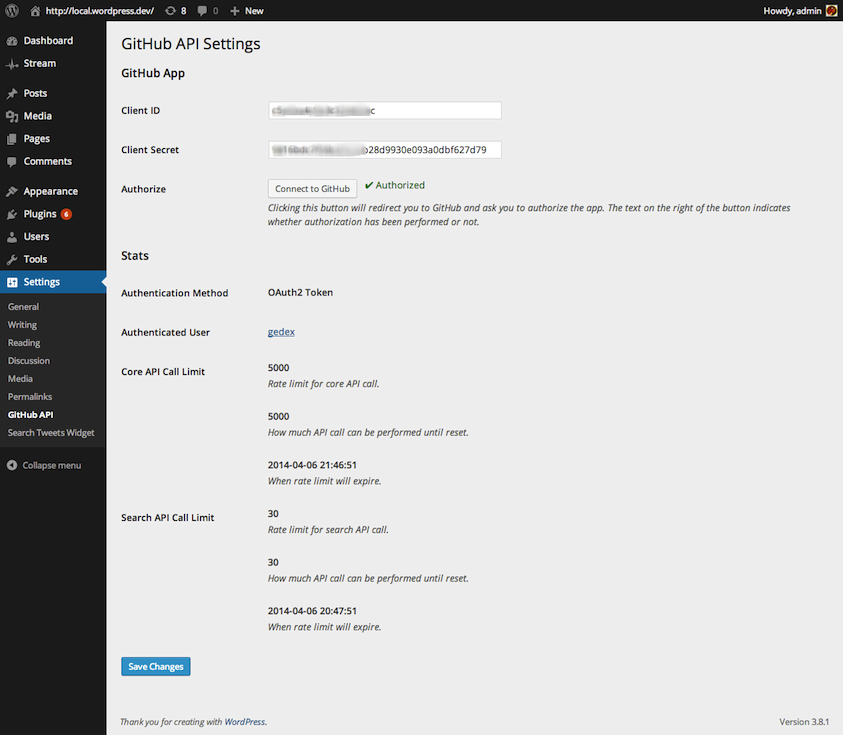 http://local.wordpress.dev/ 8 0 New Howdy, admin
Dashboard
Stream
Posts
Media
Pages
Comments
Appearance
Plugins 6
Users
Tools
Settings
General
Writing
Reading
Discussion
Media
Permalinks
GitHub API
Search Tweets Widget
Collapse menu
GitHub API Settings
GitHub App
Client ID
Client Secret
Authorize
Connect to GitHub ✔ Authorized
Clicking this button will redirect you to GitHub and ask you to authorize the app. The text on the right of the button indicates
whether authorization has been performed or not.
Stats
Authentication Method OAuth2 Token
Authenticated User gedex
Core API Call Limit 5000
Rate limit for core API call.
5000
How much API call can be performed until reset.
2014-04-06 21:46:51
When rate limit will expire.
Search API Call Limit 30
Rate limit for search API call.
30
How much API call can be performed until reset.
2014-04-06 20:47:51
When rate limit will expire.
Save Changes
Thank you for creating with WordPress. Version 3.8.1